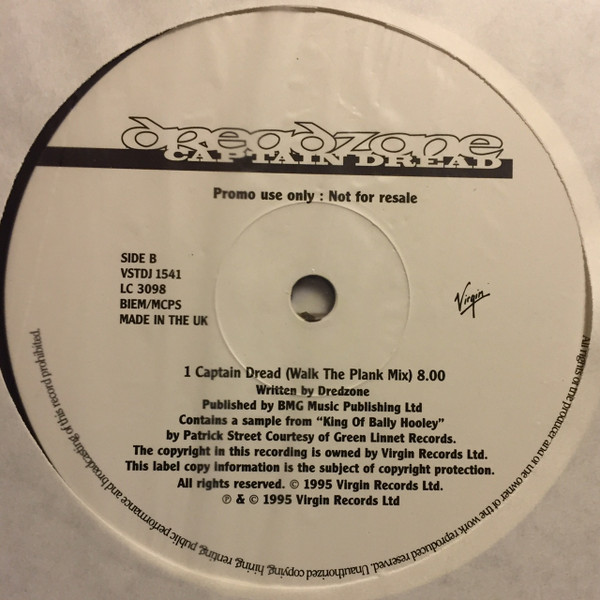 dreadzone
CAPTAIN DREAD
Promo use only : Not for resale
SIDE B
VSTDJ 1541
LC 3098
BIEM/MCPS
MADE IN THE UK
Virgin
1 Captain Dread (Walk The Plank Mix) 8.00
Written by Dredzone
Published by BMG Music Publishing Ltd
Contains a sample from “King Of Bally Hooley”
by Patrick Street Courtesy of Green Linnet Records.
The copyright in this recording is owned by Virgin Records Ltd.
This label copy information is the subject of copyright protection.
All rights reserved. © 1995 Virgin Records Ltd.
℗ & © 1995 Virgin Records Ltd
All rights of the producer and of the owner of the work reproduced reserved. Unauthorized copying, hiring, renting, public performance and broadcasting of this record prohibited.